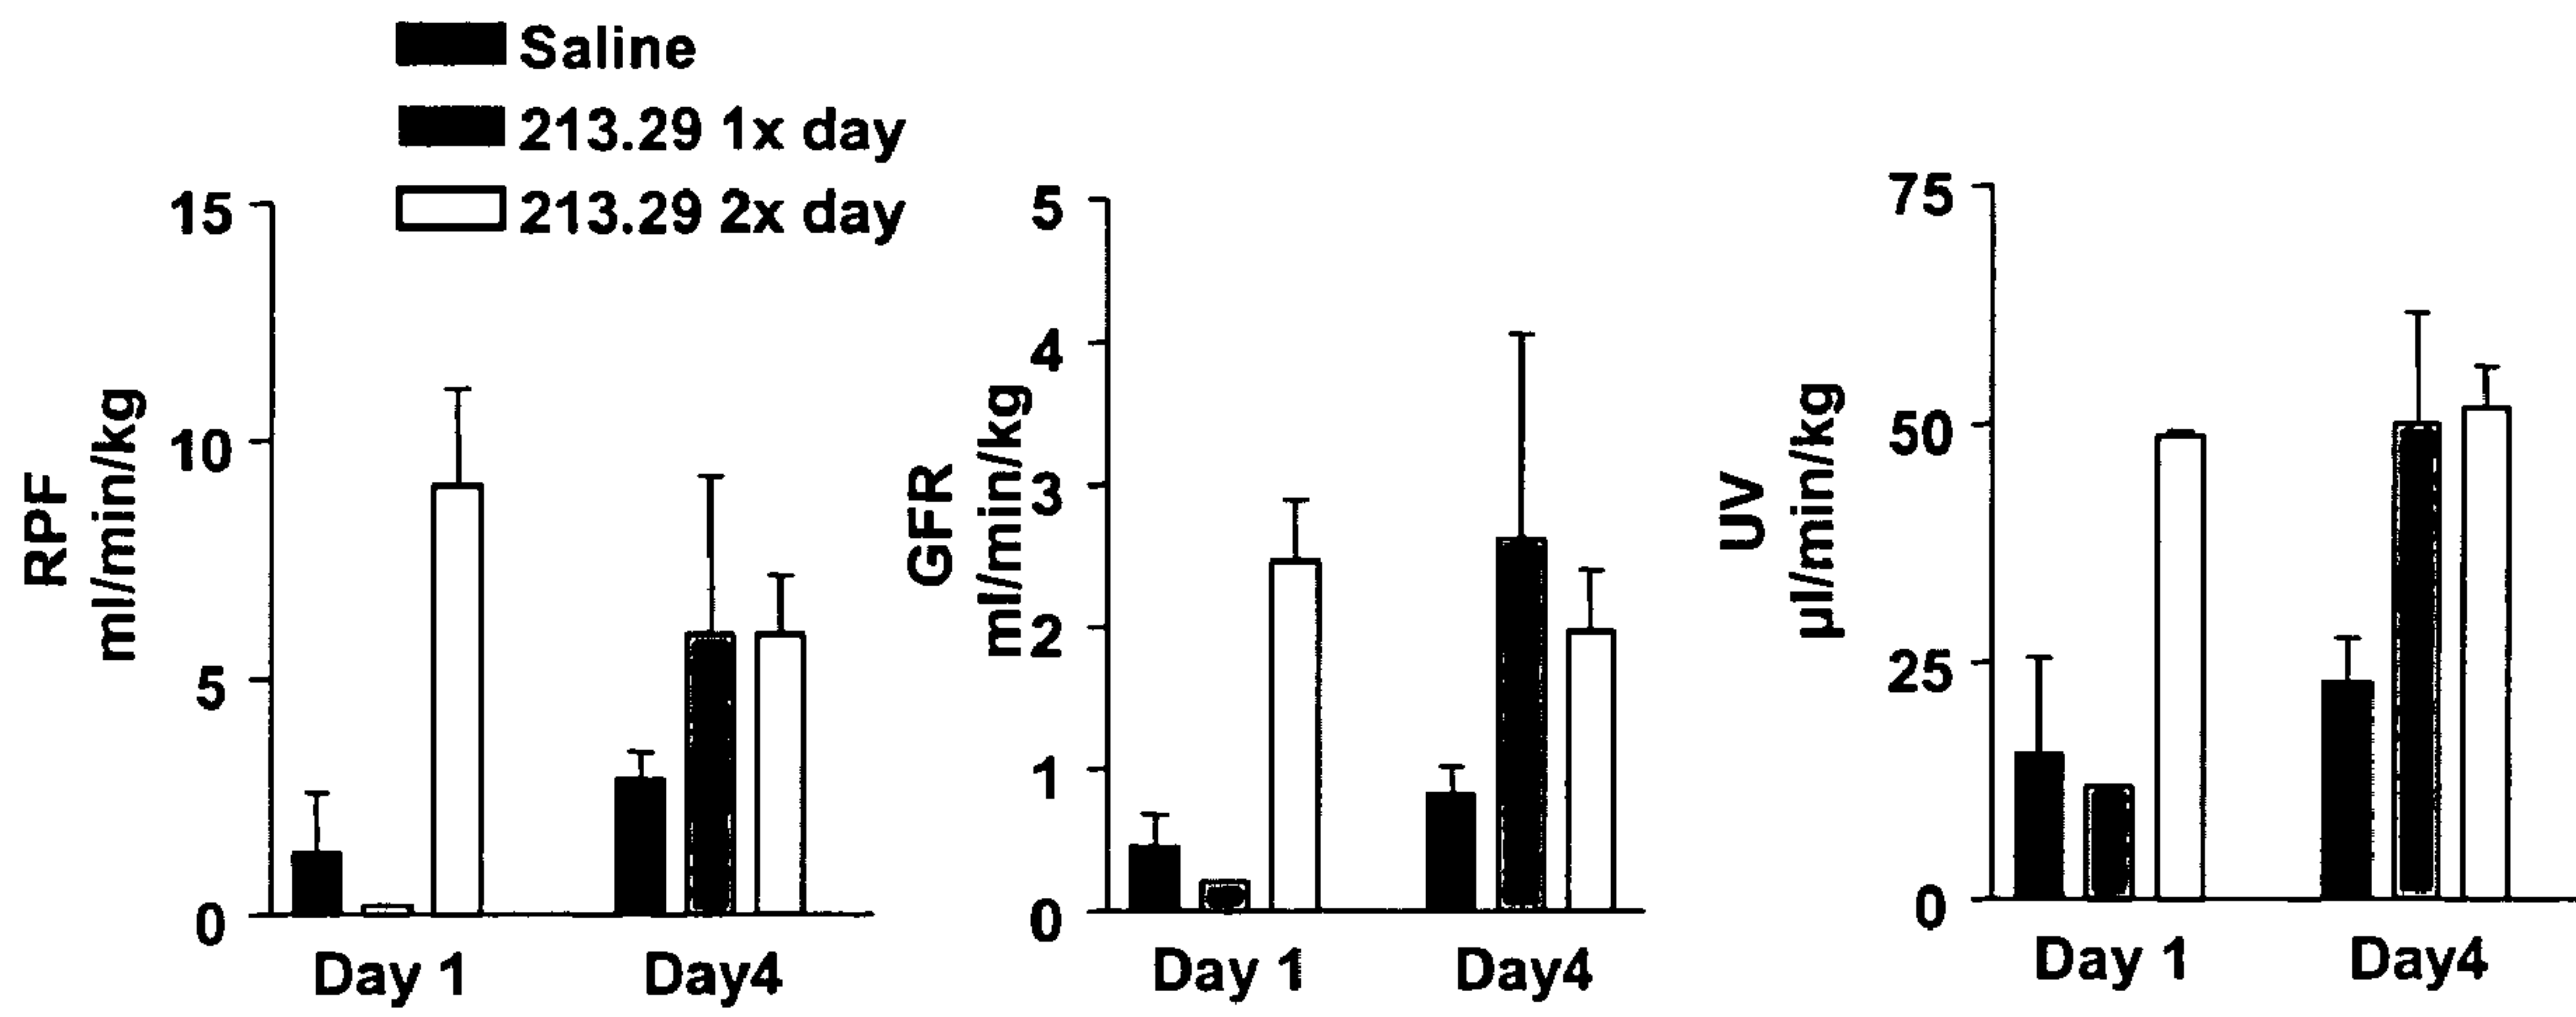 Saline
213.29 1x day
213.29 2x day
RPF
ml/min/kg
15
10
5
0
Day 1
Day4
GFR
ml/min/kg
5
4
3
2
1
0
Day 1
Day4
UV
µl/min/kg
75
50
25
0
Day 1
Day4